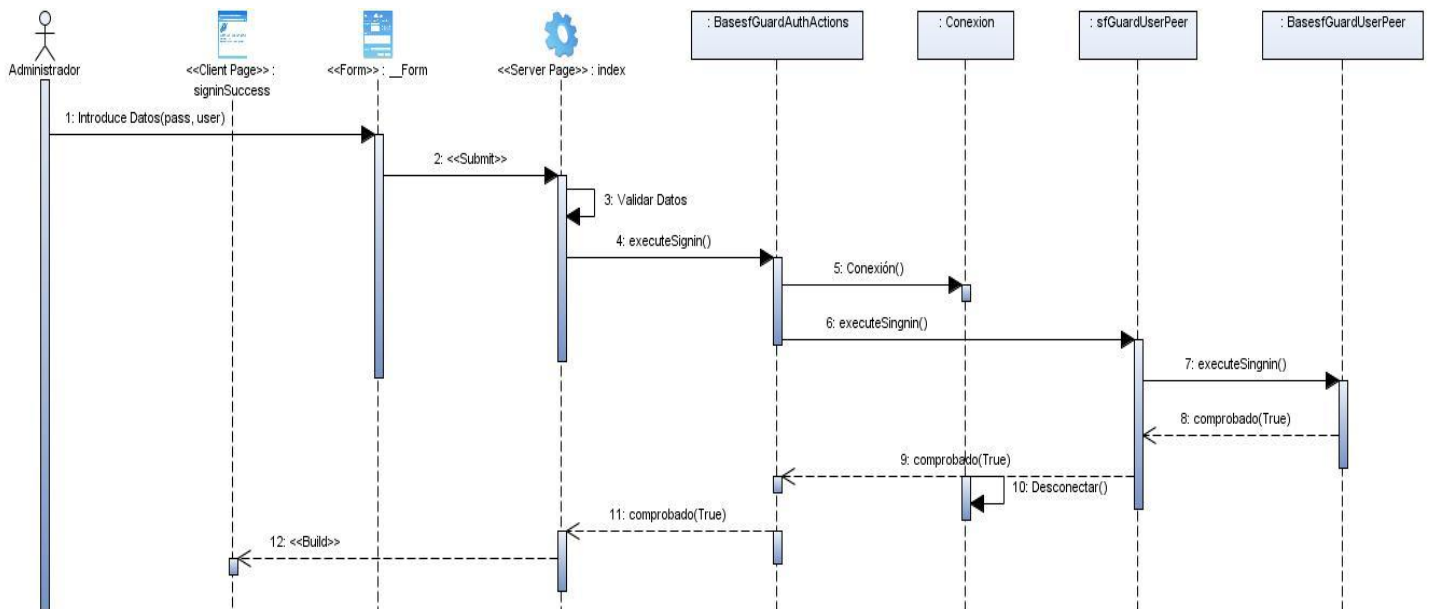 : BasesfGuardAuthActions
: Conexion
: sfGuardUserPeer
: BasesfGuardUserPeer
Administrador
<<Client Page>> :
signinSuccess
<<Form>> : __Form
<<Server Page>> : index
1: Introduce Datos(pass, user)
2: <<Submit>>
3: Validar Datos
4: executeSignin()
5: Conexión()
6: executeSingnin()
7: executeSingnin()
8: comprobado(True)
9: comprobado(True)
10: Desconectar()
11: comprobado(True)
12: <<Build>>